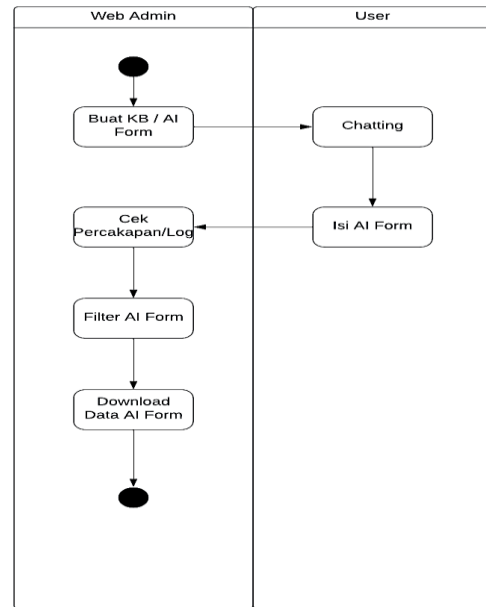 Web Admin
User
Buat KB / AI
Form
Chatting
Cek
Percakapan/Log
Isi AI Form
Filter AI Form
Download
Data AI Form